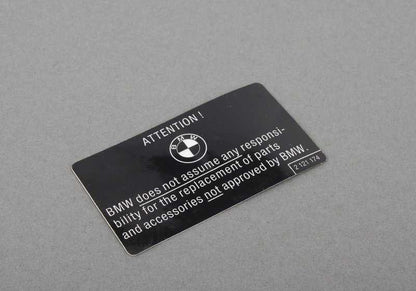 ATTENTION !
BMW
BMW does not assume any responsi-
bility for the replacement of parts
and accessories not approved by BMW.
2 121 174